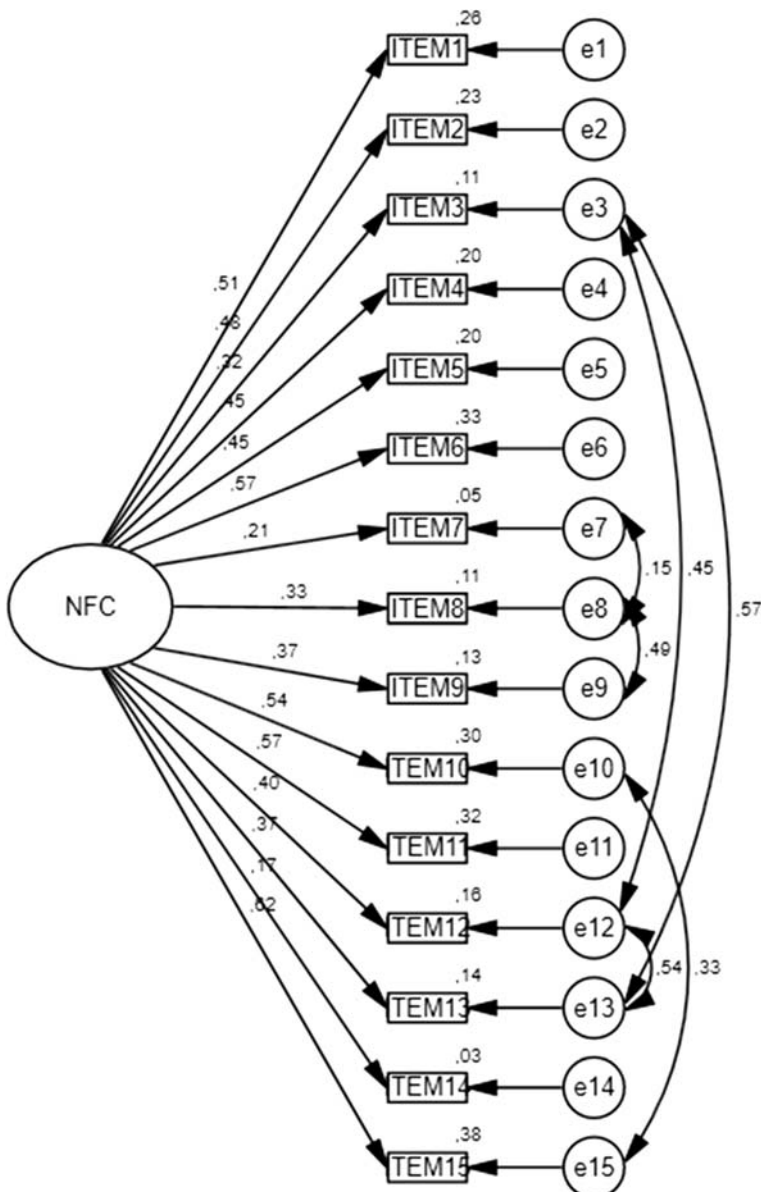 ,26
ITEM1 e1
,23
ITEM2 e2
,11
ITEM3 e3
,20
ITEM4 e4
,51
,48
,20
,32
ITEM5 e5
,45
,33
,45
ITEM6 e6
,57
,05
,21
ITEM7 e7
,15 ,45
,11
NFC ,33 ITEM8 e8
,57
,49
,13
,37
ITEM9 e9
,54
,30
,57
TEM10 e10
,40
,32
,37
TEM11 e11
,17
,16
,62
TEM12 e12
,54 ,33
,14
TEM13 e13
,03
TEM14 e14
,38
TEM15 e15